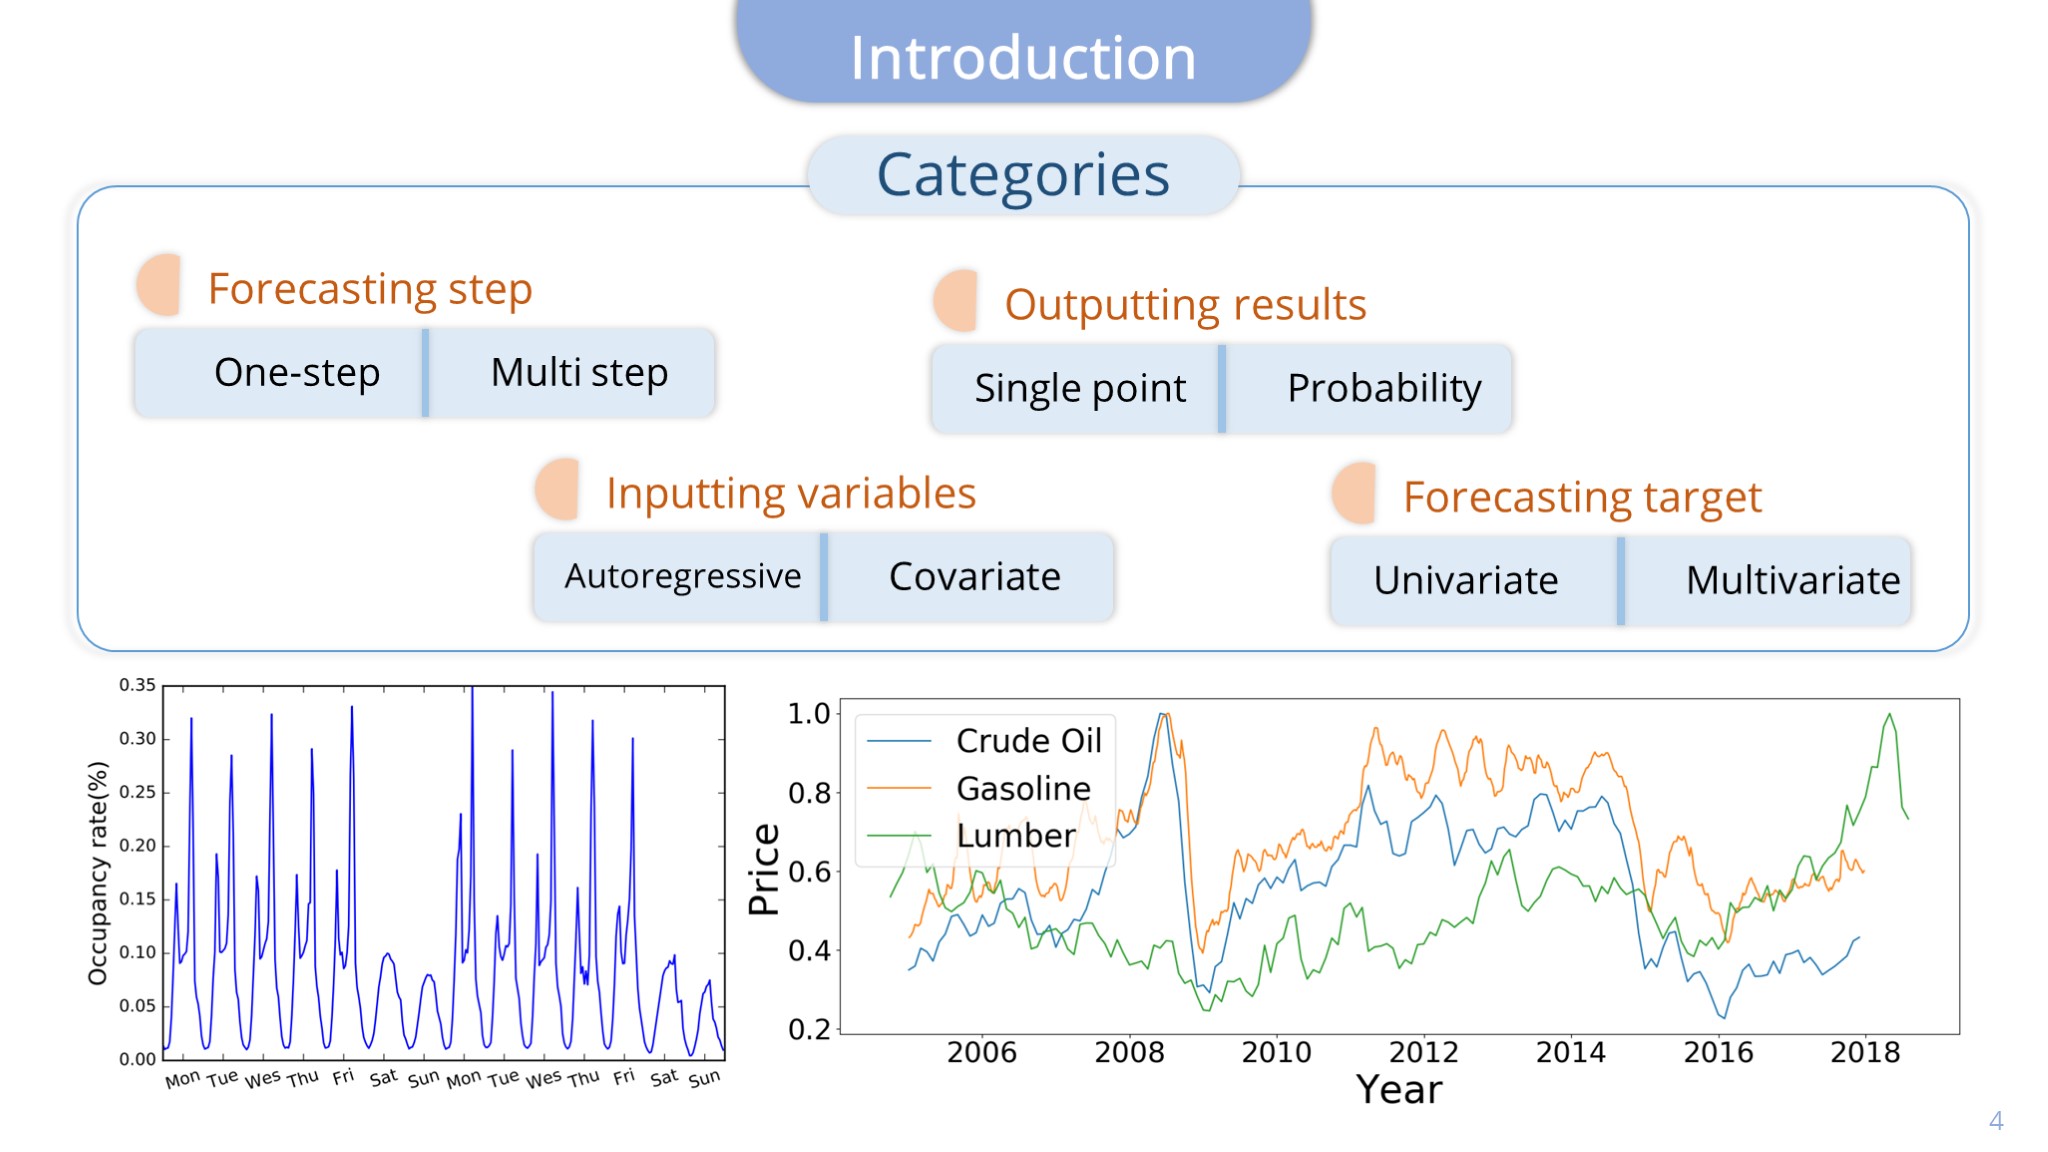 Introduction
Categories
Forecasting step
One-step
Multi step
Outputting results
Single point
Probability
Inputting variables
Autoregressive
Covariate
Forecasting target
Univariate
Multivariate
Occupancy rate(%)
0.35
0.30
0.25
0.20
0.15
0.10
0.05
0.00
Mon Tue Wes Thu Fri Sat Sun Mon Tue Wes Thu Fri Sat Sun
Price
1.0
0.8
0.6
0.4
0.2
Crude Oil
Gasoline
Lumber
2006 2008 2010 2012 2014 2016 2018
Year
4